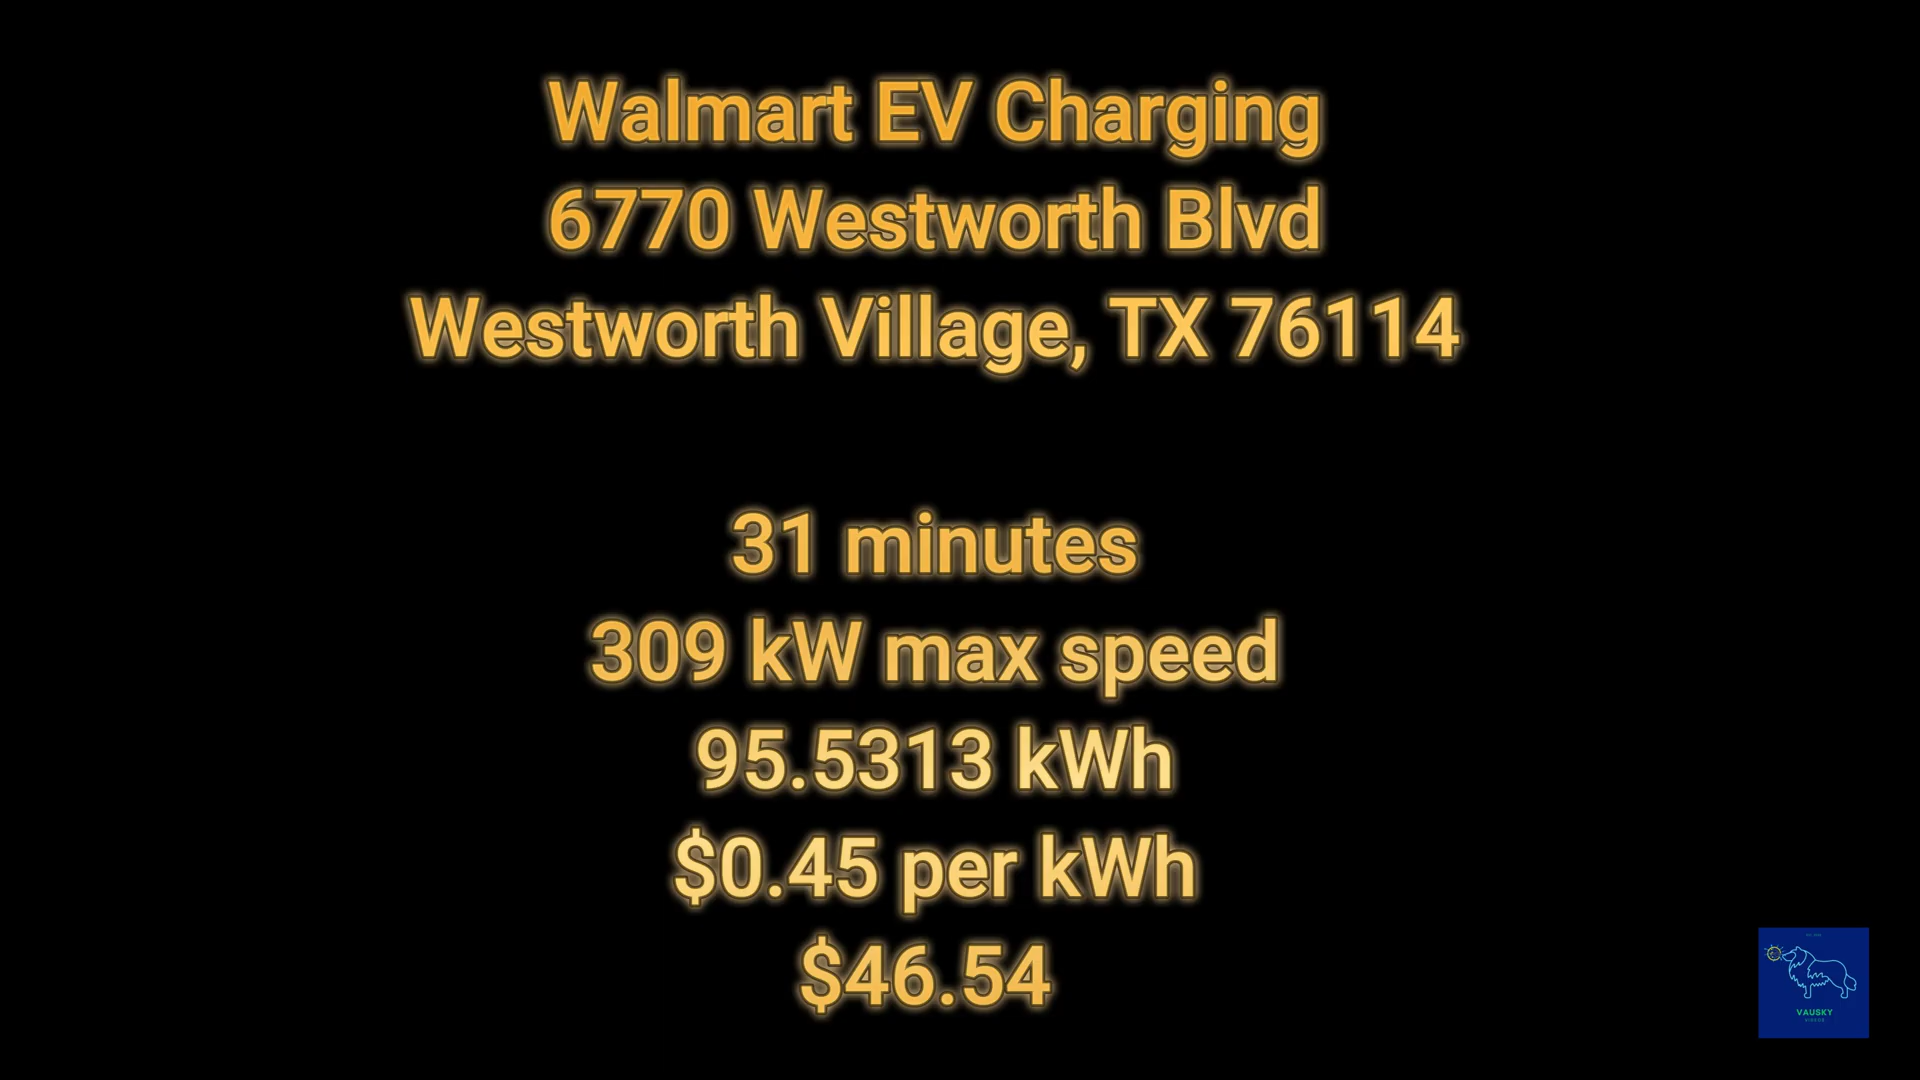 Walmart EV Charging
6770 Westworth Blvd
Westworth Village, TX 76114
31 minutes
309 kW max speed
95.5313 kWh
$0.45 per kWh
$46.54
VAUSKY
VIDEOS